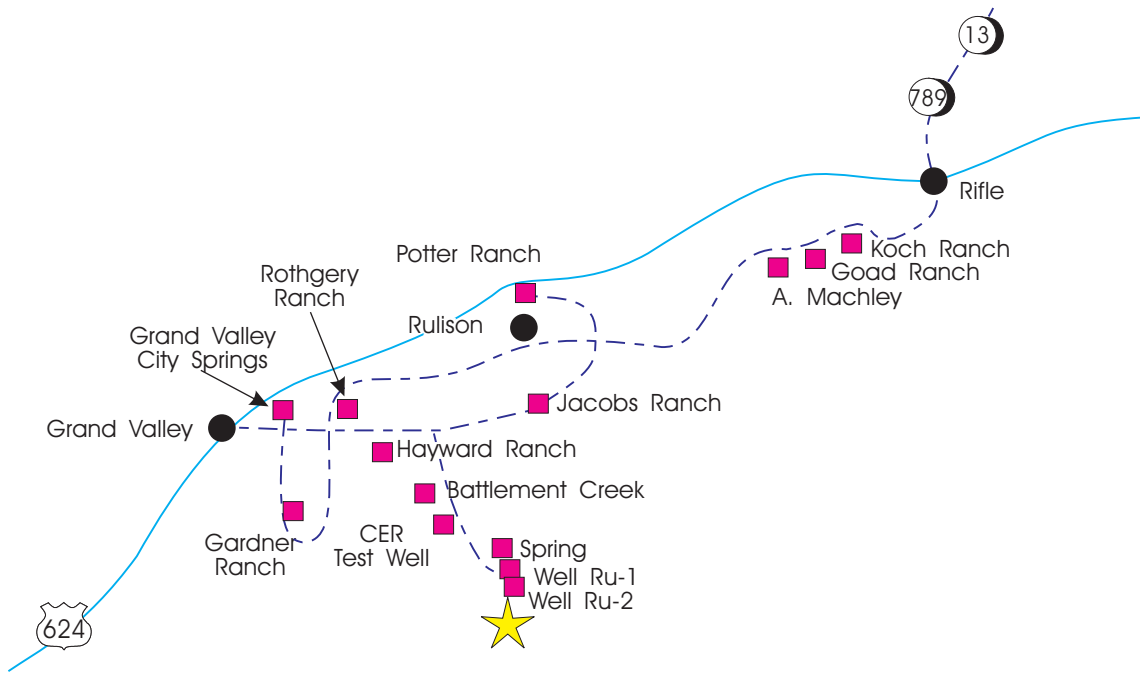 13
789
Rifle
Koch Ranch
Goad Ranch
A. Machley
Potter Ranch
Rothgery
Ranch
Rulison
Grand Valley
City Springs
Jacobs Ranch
Grand Valley
Hayward Ranch
Battlement Creek
Gardner
Ranch
CER
Test Well
Spring
Well Ru-1
Well Ru-2
624